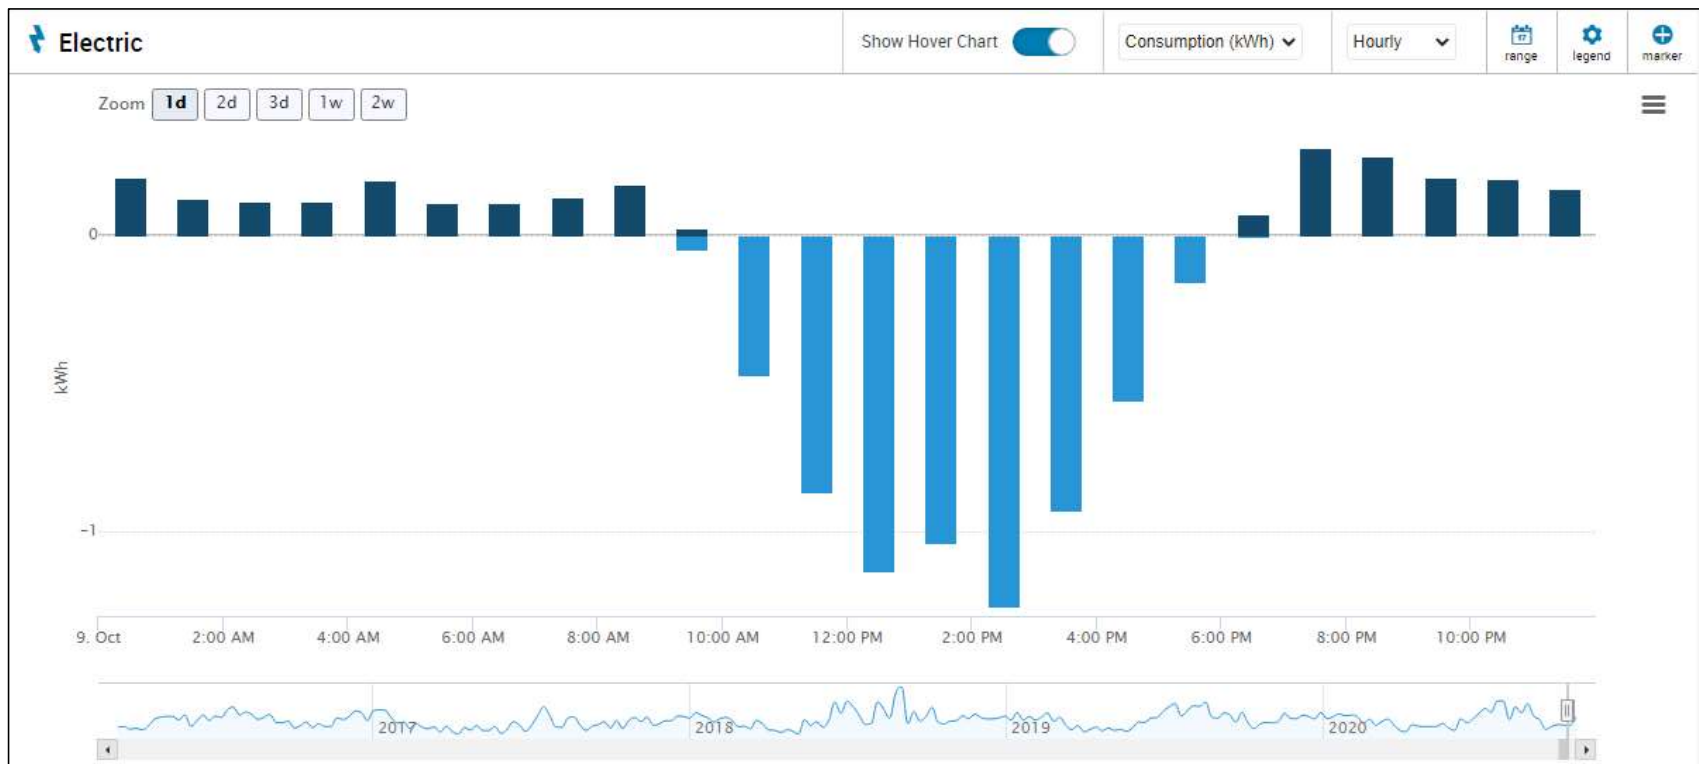 Electric
Show Hover Chart
Consumption (kWh)
Hourly
17
range
legend
marker
Zoom 1d 2d 3d 1w 2w
0
kWh
-1
9. Oct 2:00 AM 4:00 AM 6:00 AM 8:00 AM 10:00 AM 12:00 PM 2:00 PM 4:00 PM 6:00 PM 8:00 PM 10:00 PM
2017 2018 2019 2020